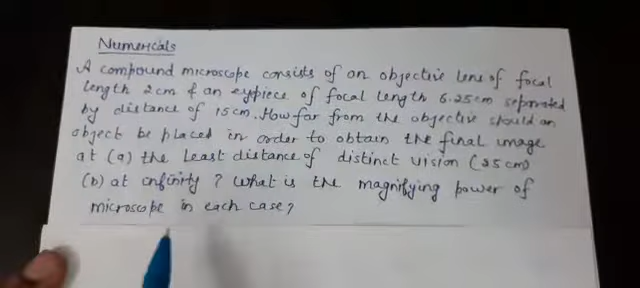 Numericals
A compound microscope consists of an objective lens of focal
length 2cm & an eypiece of focal length 6.25cm seperated
by distance of 15cm. How far from the objective should an
object be placed in order to obtain the final image
at (a) the least distance of distinct vision (25cm)
(b) at infinity? What is the magnifying power of
microscope in each case?